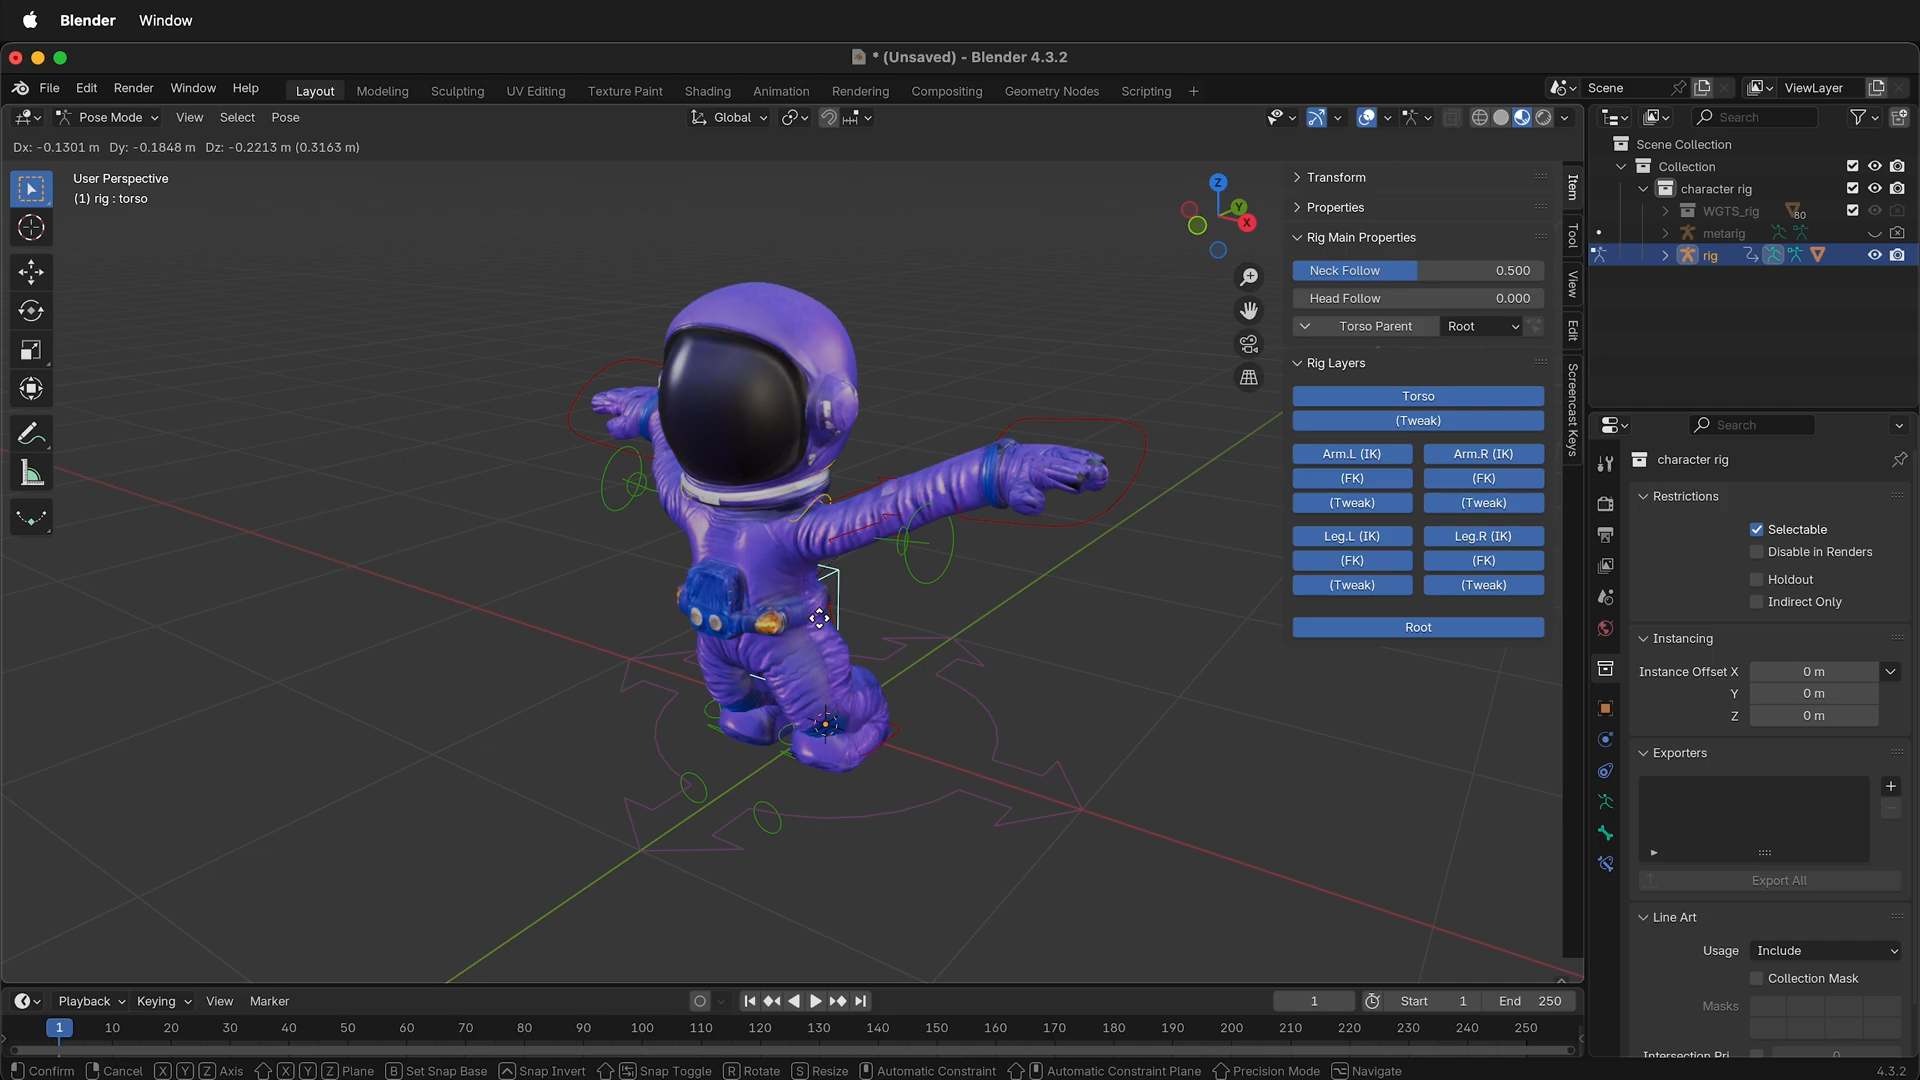 Blender Window
* (Unsaved) - Blender 4.3.2
File Edit Render Window Help Layout Modeling Sculpting UV Editing Texture Paint Shading Animation Rendering Compositing Geometry Nodes Scripting + Scene ViewLayer
Pose Mode View Select Pose Global Search
Dx: -0.1301 m Dy: -0.1848 m Dz: -0.2213 m (0.3163 m)
User Perspective
(1) rig : torso
Z
Y
X
Transform
Properties
Rig Main Properties
Neck Follow 0.500
Head Follow 0.000
Torso Parent Root
Rig Layers
Torso
(Tweak)
Arm.L (IK) Arm.R (IK)
(FK) (FK)
(Tweak) (Tweak)
Leg.L (IK) Leg.R (IK)
(FK) (FK)
(Tweak) (Tweak)
Root
Item
Tool
View
Edit
Screencast Keys
Scene Collection
Collection
character rig
WGTS_rig 80
metarig
rig
Search
character rig
Restrictions
Selectable
Disable in Renders
Holdout
Indirect Only
Instancing
Instance Offset X 0 m
Y 0 m
Z 0 m
Exporters
Export All
Line Art
Usage Include
Collection Mask
Masks
Intersection Pri 0
Playback Keying View Marker 1 Start 1 End 250
1 10 20 30 40 50 60 70 80 90 100 110 120 130 140 150 160 170 180 190 200 210 220 230 240 250
Confirm Cancel X Y Z Axis X Y Z Plane B Set Snap Base Snap Invert Snap Toggle R Rotate S Resize Automatic Constraint Automatic Constraint Plane Precision Mode Navigate 4.3.2